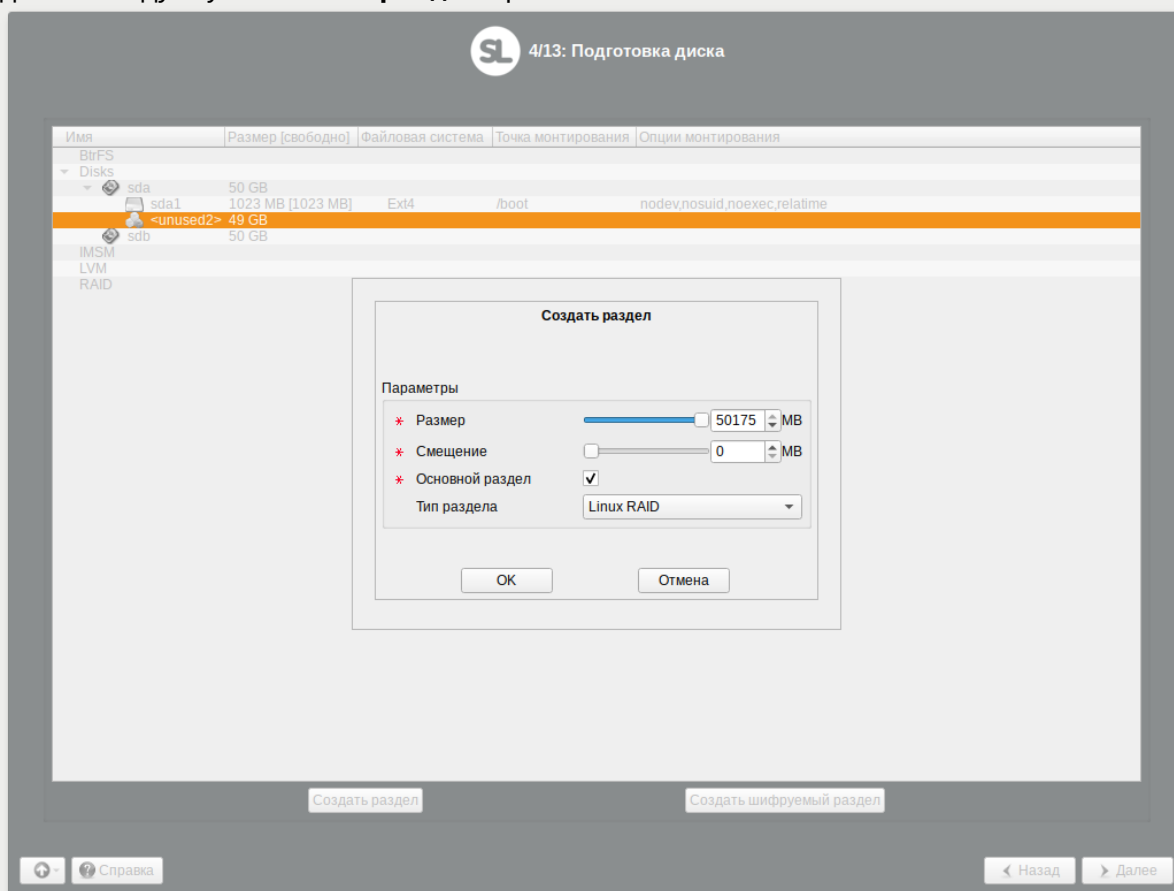 SL 4/13: Подготовка диска
Имя Размер [свободно] Файловая система Точка монтирования Опции монтирования
BtrFS
Disks
sda 50 GB
sda1 1023 MB [1023 MB] Ext4 /boot nodev,nosuid,noexec,relatime
<unused2> 49 GB
sdb 50 GB
IMSM
LVM
RAID
Создать раздел
Параметры
* Размер 50175 MB
* Смещение 0 MB
* Основной раздел
Тип раздела Linux RAID
OK Отмена
Создать раздел Создать шифруемый раздел
Справка Назад Далее